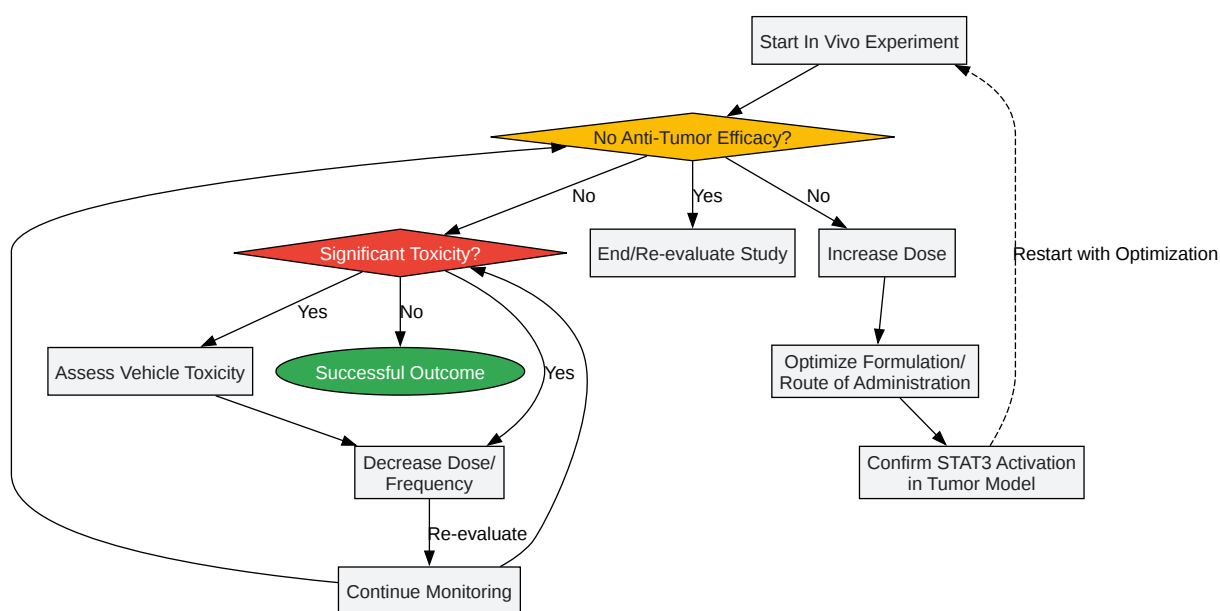 Start In Vivo Experiment
No Anti-Tumor Efficacy?
No
Yes
No
Significant Toxicity?
End/Re-evaluate Study
Increase Dose
Restart with Optimization
Yes
No
Assess Vehicle Toxicity
Successful Outcome
Yes
Optimize Formulation/
Route of Administration
Decrease Dose/
Frequency
Confirm STAT3 Activation
in Tumor Model
Re-evaluate
Continue Monitoring